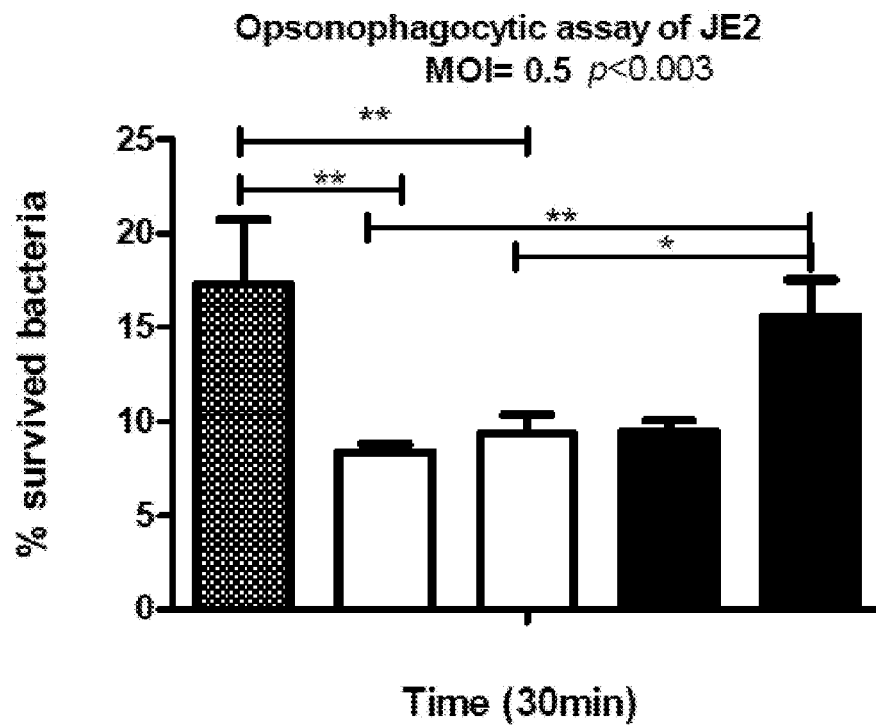 Opsonophagocytic assay of JE2
MOI= 0.5 p<0.003
25
**
**
20
**
*
15
10
5
0
% survived bacteria
Time (30min)